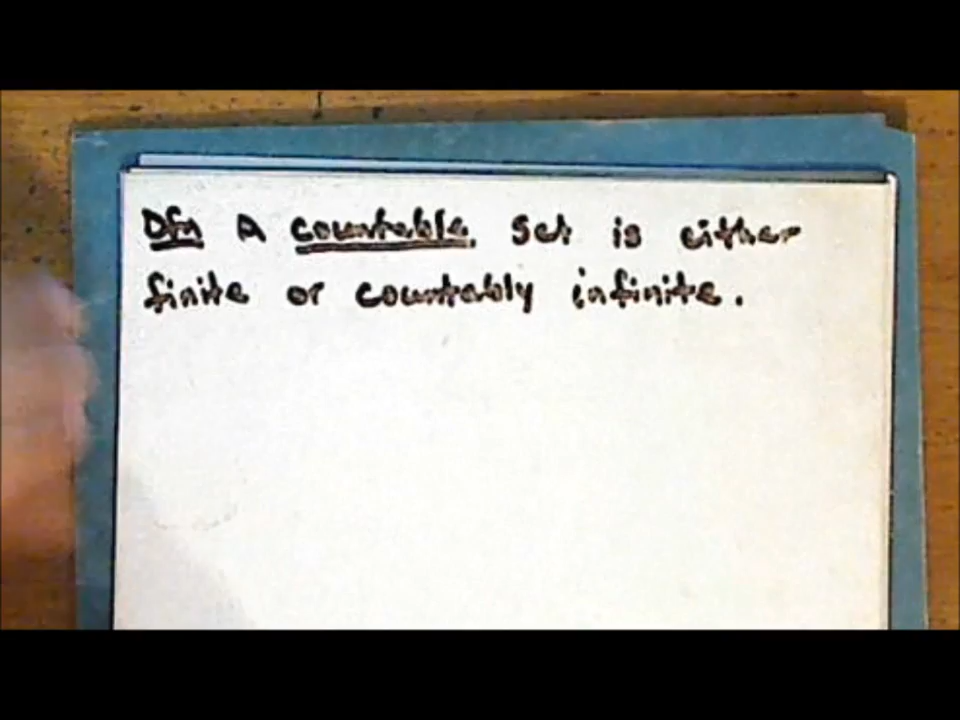 Dfn A countable set is either
finite or countably infinite.